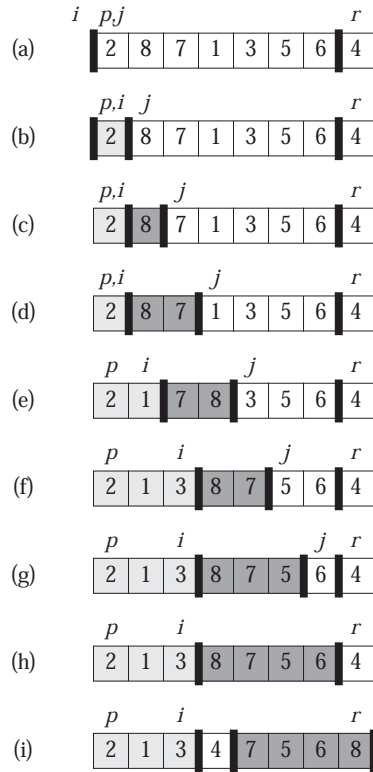 i p,j r
(a) 2 8 7 1 3 5 6 4
p,i j r
(b) 2 8 7 1 3 5 6 4
p,i j r
(c) 2 8 7 1 3 5 6 4
p,i j r
(d) 2 8 7 1 3 5 6 4
p i j r
(e) 2 1 7 8 3 5 6 4
p i j r
(f) 2 1 3 8 7 5 6 4
p i j r
(g) 2 1 3 8 7 5 6 4
p i r
(h) 2 1 3 8 7 5 6 4
p i r
(i) 2 1 3 4 7 5 6 8